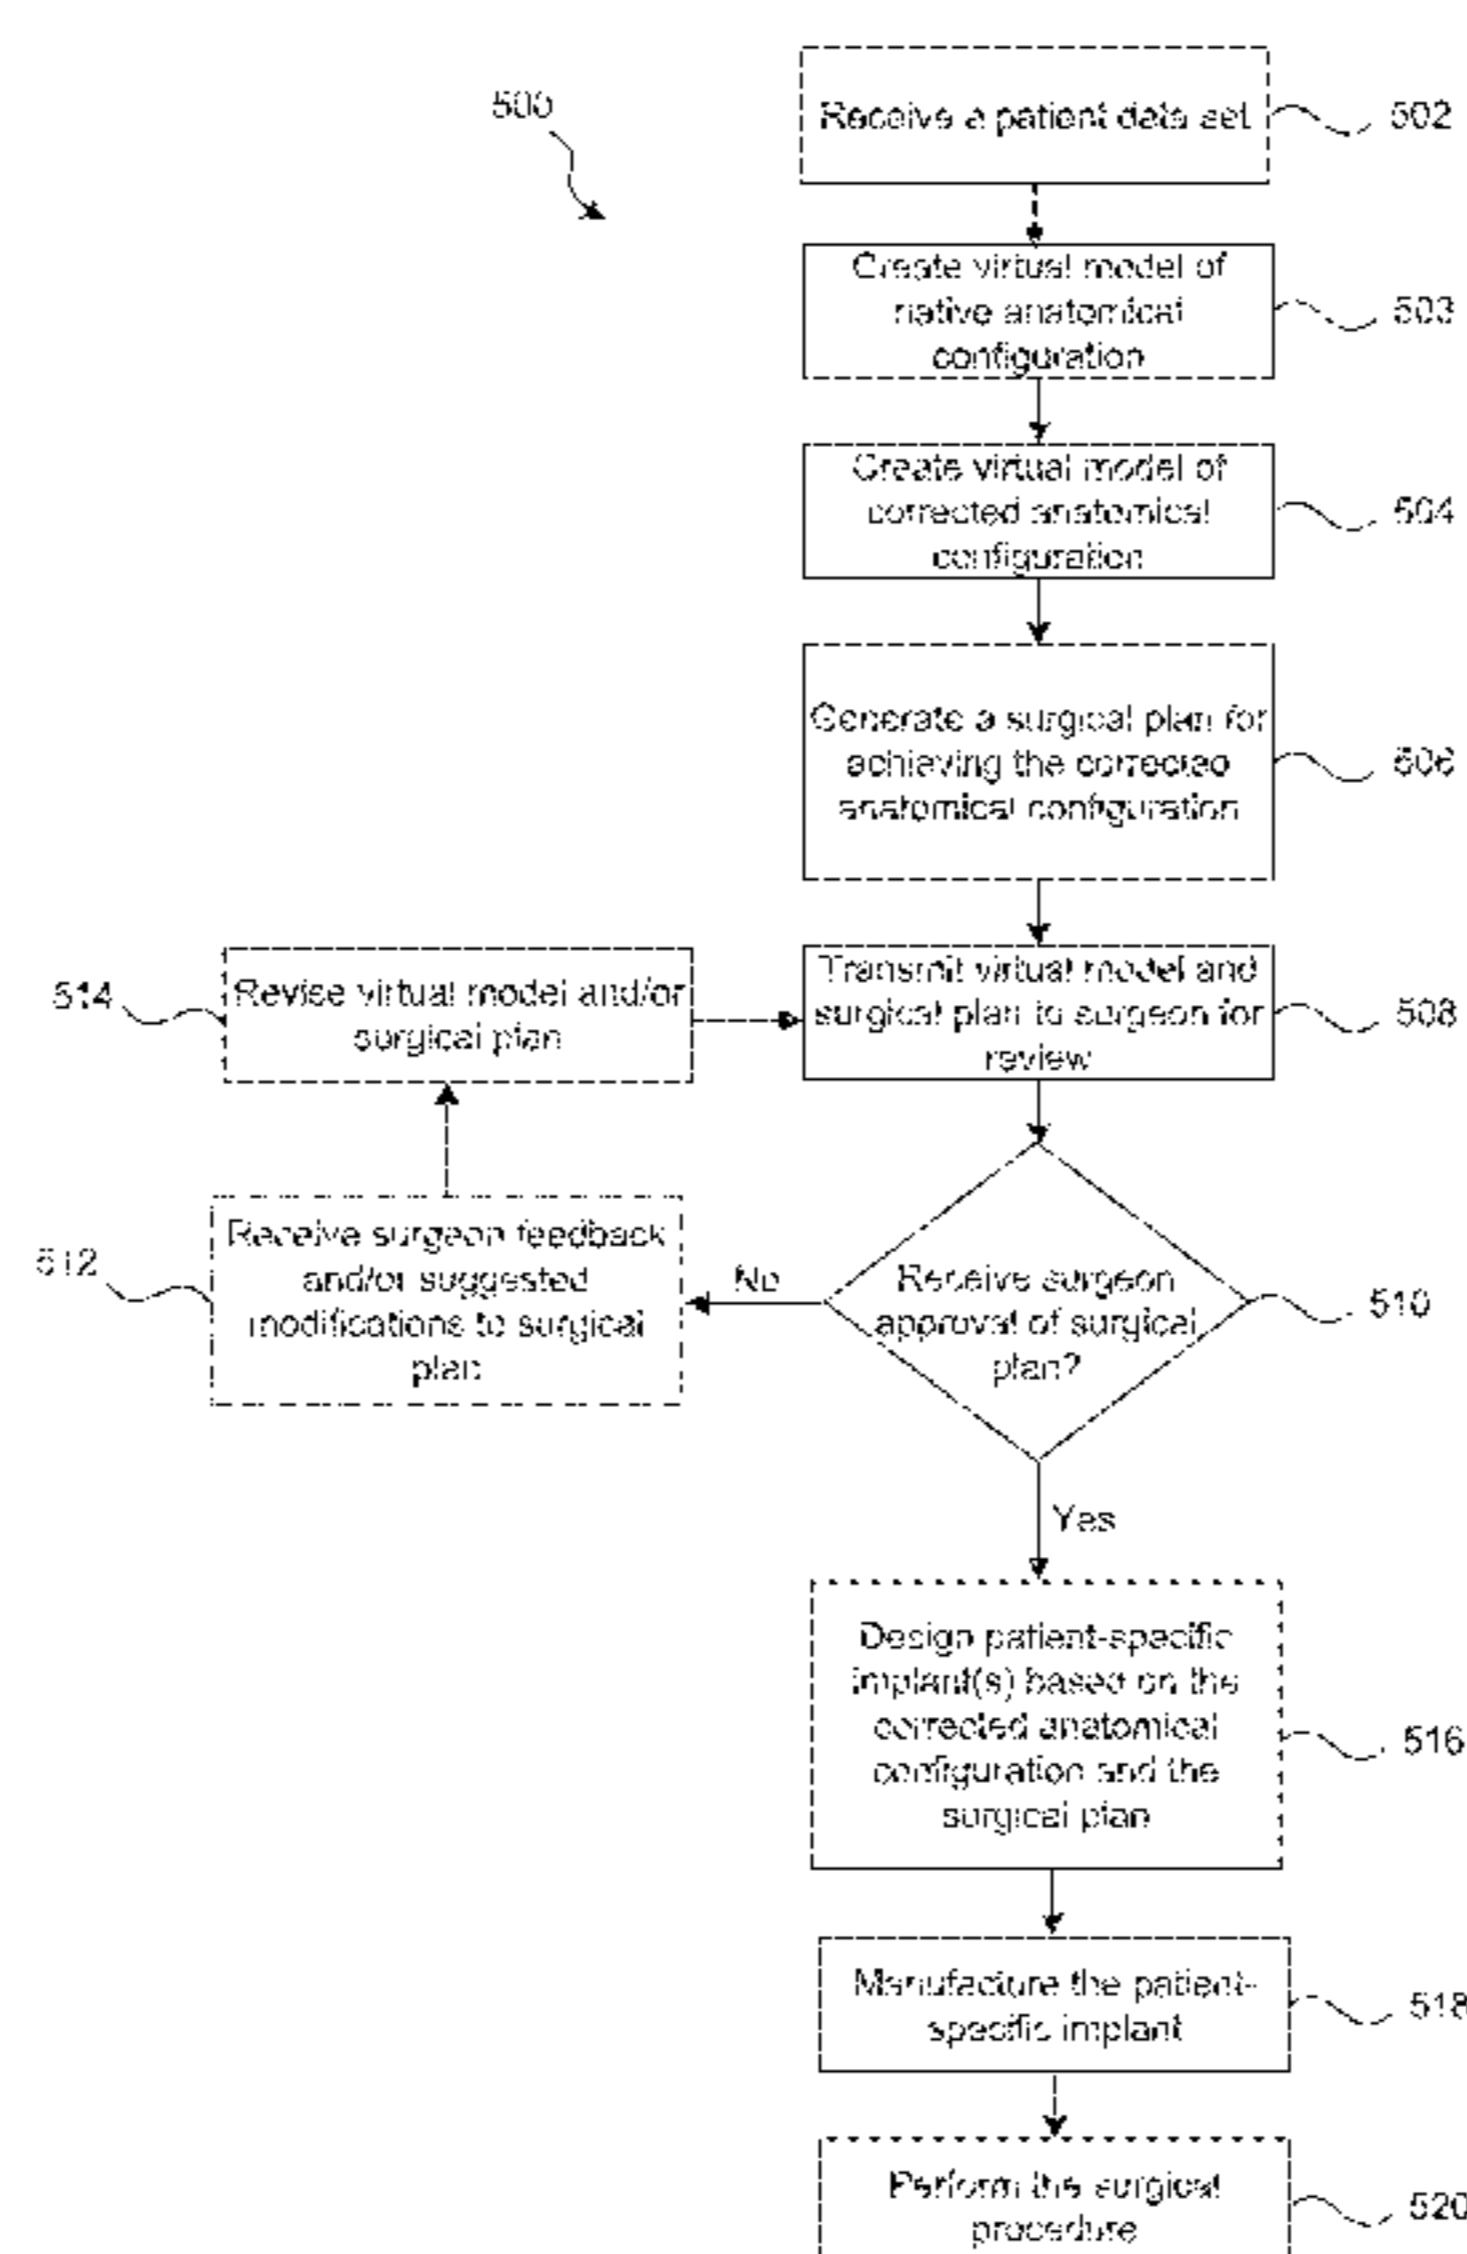 500
Receive a patient data set
502
Create virtual model of
native anatomical
configuration
503
Create virtual model of
corrected anatomical
configuration
504
Generate a surgical plan for
achieving the corrected
anatomical configuration
506
Transmit virtual model and
surgical plan to surgeon for
review
508
514
Revise virtual model and/or
surgical plan
512
Receive surgeon feedback
and/or suggested
modifications to surgical
plan
No
Receive surgeon
approval of surgical
plan?
510
Yes
Design patient-specific
implant(s) based on the
corrected anatomical
configuration and the
surgical plan
516
Manufacture the patient-
specific implant
518
Perform the surgical
procedure
520